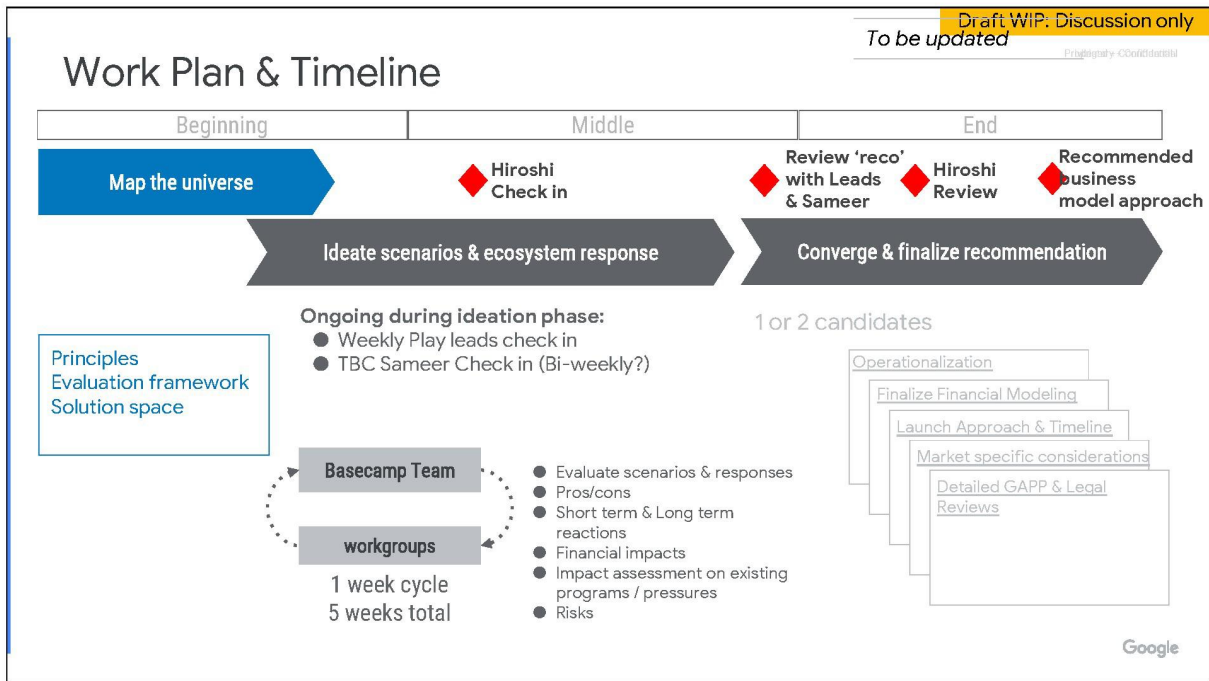 Draft WIP: Discussion only
To be updated
Work Plan & Timeline
Beginning
Middle
End
Map the universe
Hiroshi
Check in
Review ‘reco’
with Leads
& Sameer
Hiroshi
Review
Recommended
business
model approach
Ideate scenarios & ecosystem response
Converge & finalize recommendation
Principles
Evaluation framework
Solution space
Ongoing during ideation phase:
● Weekly Play leads check in
● TBC Sameer Check in (Bi-weekly?)
Basecamp Team
workgroups
1 week cycle
5 weeks total
● Evaluate scenarios & responses
● Pros/cons
● Short term & Long term
reactions
● Financial impacts
● Impact assessment on existing
programs / pressures
● Risks
1 or 2 candidates
Operationalization
Finalize Financial Modeling
Launch Approach & Timeline
Market specific considerations
Detailed GAPP & Legal
Reviews
Google